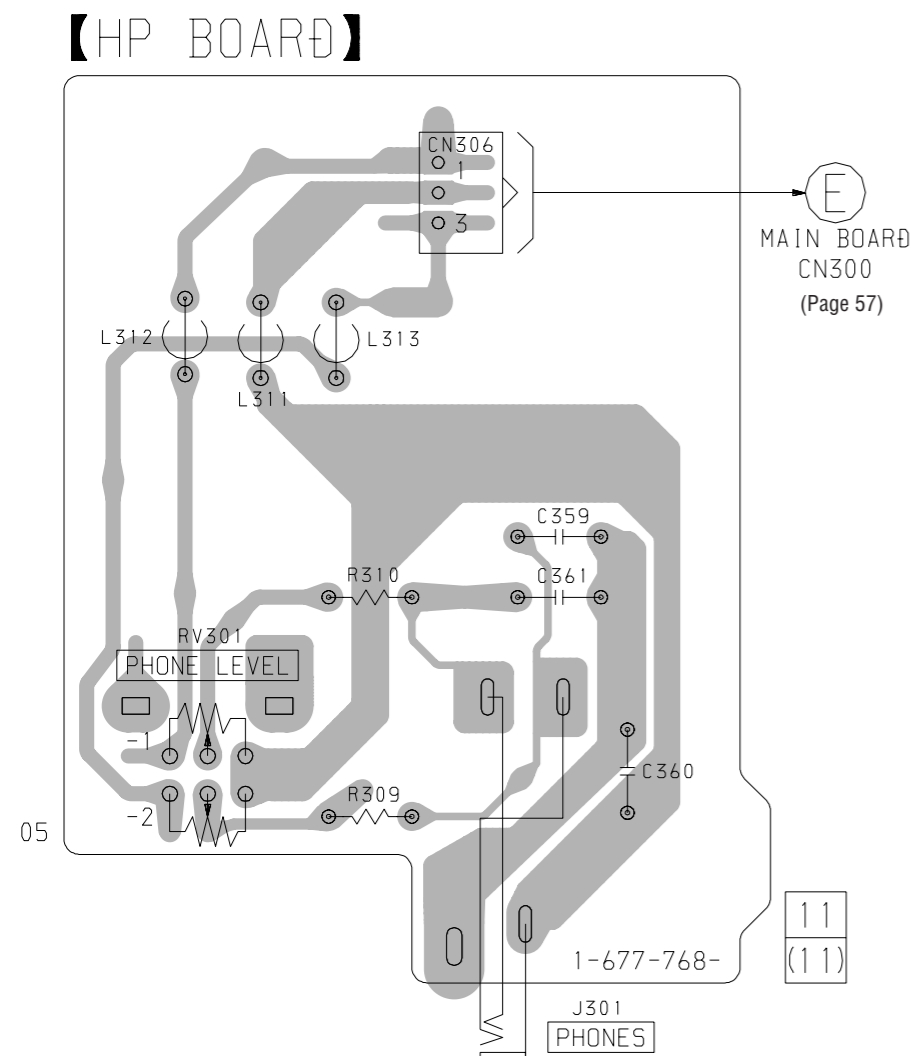 【HP BOARD】
CN306
1
3
E
MAIN BOARD
CN300
(Page 57)
L312
L313
L311
C359
R310
C361
RV301
PHONE LEVEL
-1
C360
R309
-2
05
11
1-677-768-
(11)
J301
PHONES